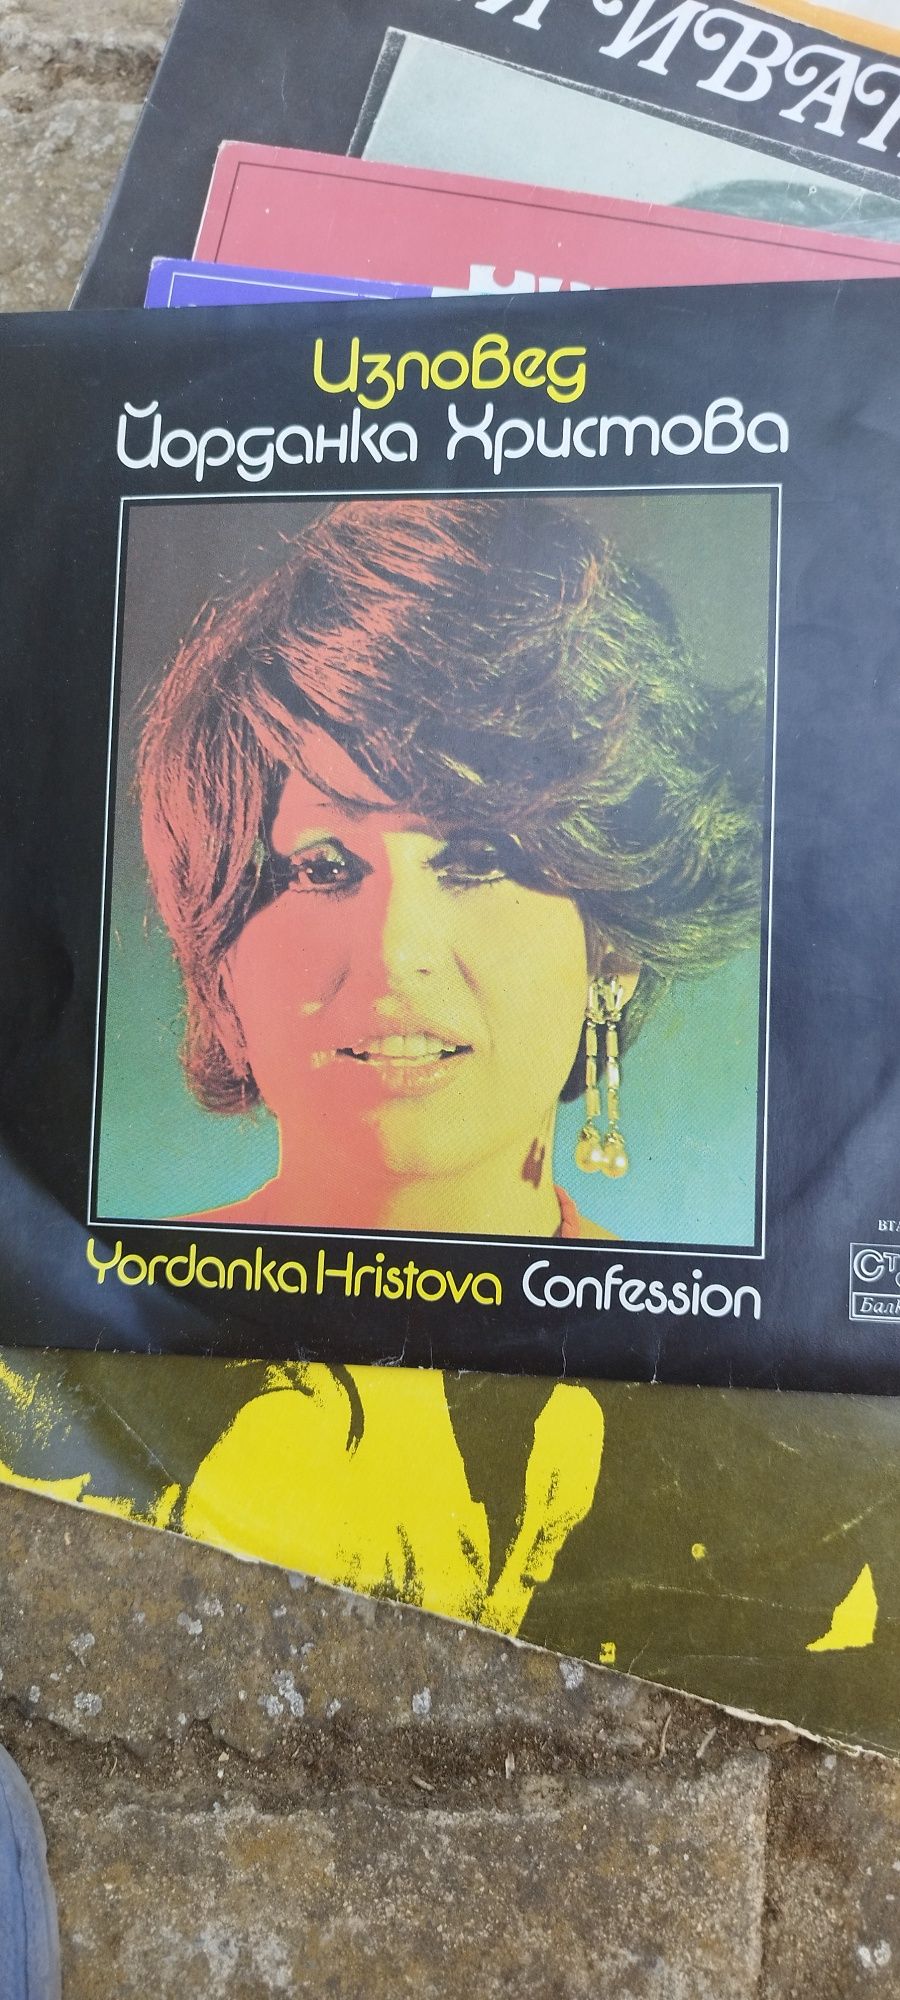 Изповед
Йорданка Христова
Yordanka Hristova Confession